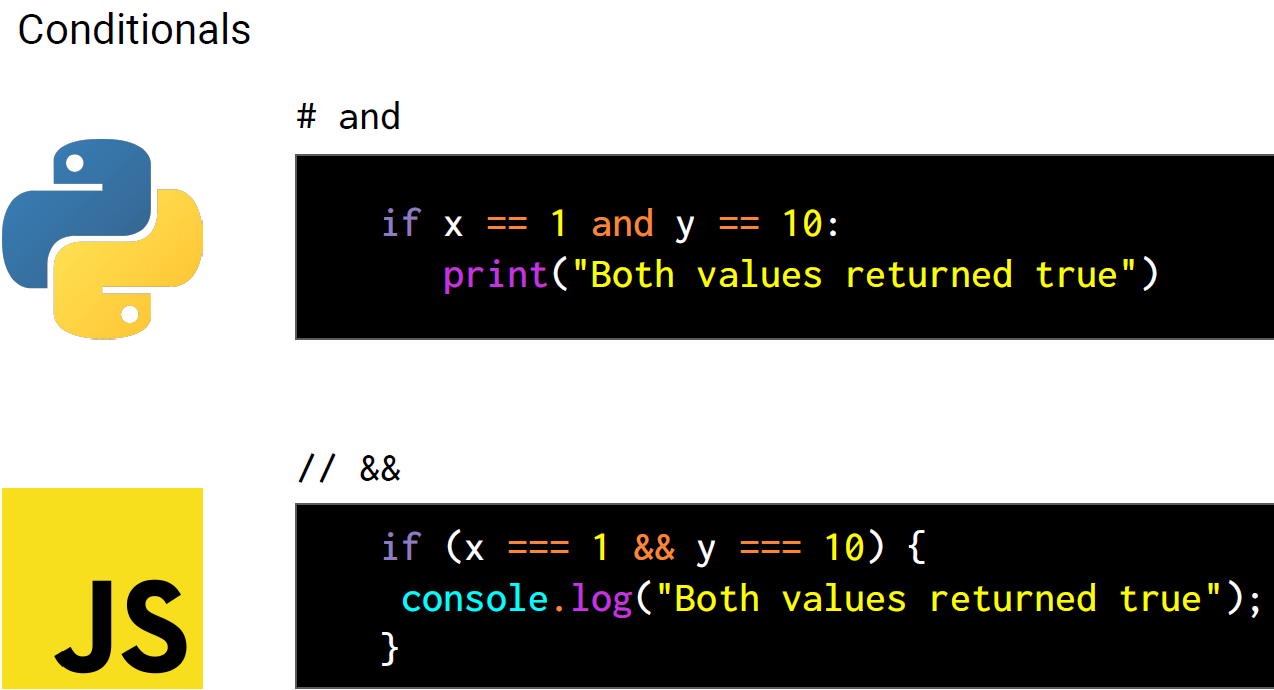 Conditionals
# and
if x == 1 and y == 10:
print("Both values returned true")
// &&
if (x === 1 && y === 10) {
console.log("Both values returned true");
}
JS